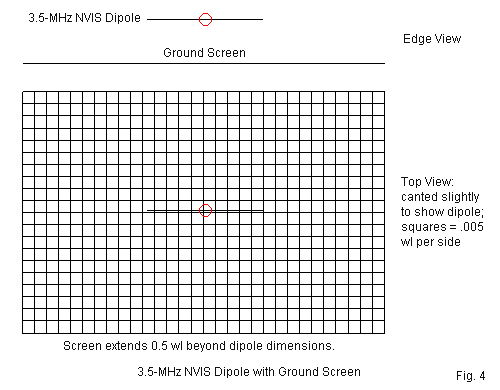 3.5-MHz NVIS Dipole
Edge View
Ground Screen
Top View:
canted slightly
to show dipole;
squares = .005
wl per side
Screen extends 0.5 wl beyond dipole dimensions.
3.5-MHz NVIS Dipole with Ground Screen
Fig. 4